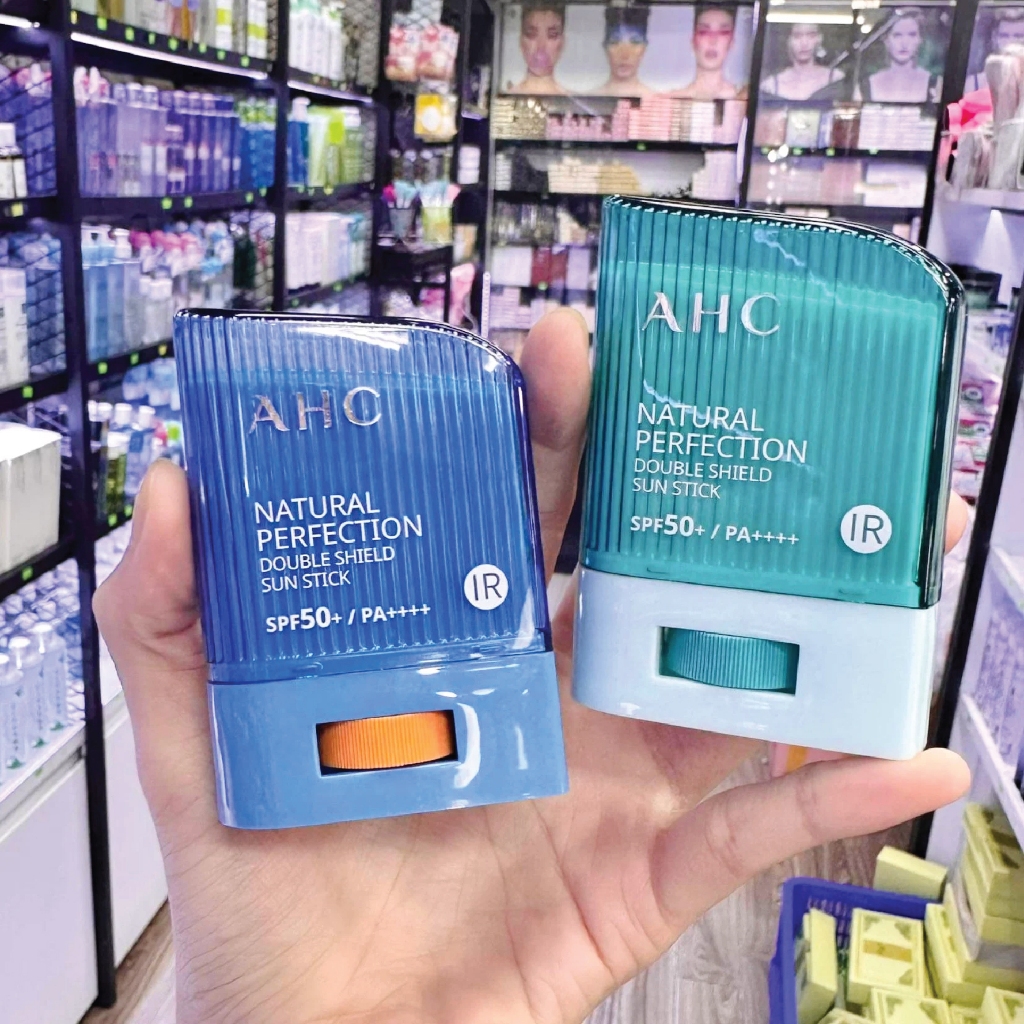 AHC
NATURAL
PERFECTION
DOUBLE SHIELD
SUN STICK
SPF50+ / PA++++
IR
AHC
NATURAL
PERFECTION
DOUBLE SHIELD
SUN STICK
SPF50+ / PA++++
IR